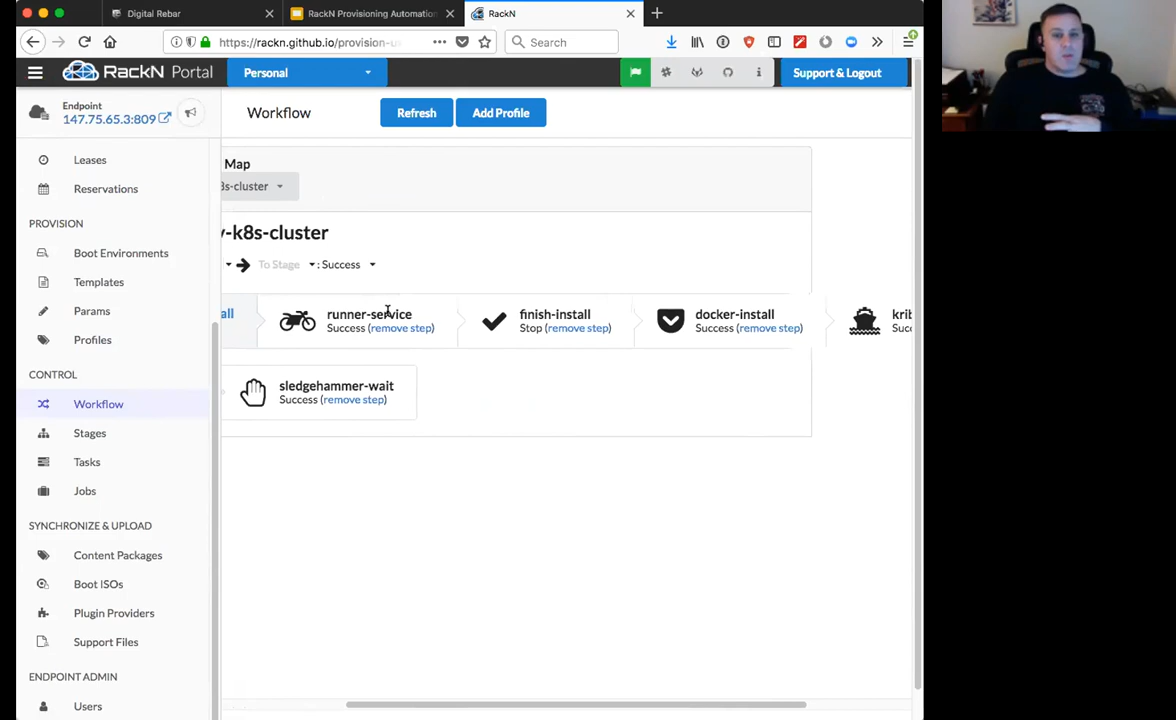 Digital Rebar
RackN Provisioning Automation
RackN
https://rackn.github.io/provision-u
Search
RackN Portal
Personal
Support & Logout
Endpoint
147.75.65.3:809
Workflow
Refresh
Add Profile
Leases
Reservations
PROVISION
Boot Environments
Templates
Params
Profiles
CONTROL
Workflow
Stages
Tasks
Jobs
SYNCHRONIZE & UPLOAD
Content Packages
Boot ISOs
Plugin Providers
Support Files
ENDPOINT ADMIN
Users
Map
8s-cluster
-k8s-cluster
To Stage : Success
all
runner-service
Success (remove step)
finish-install
Stop (remove step)
docker-install
Success (remove step)
krib
Succ
sledgehammer-wait
Success (remove step)